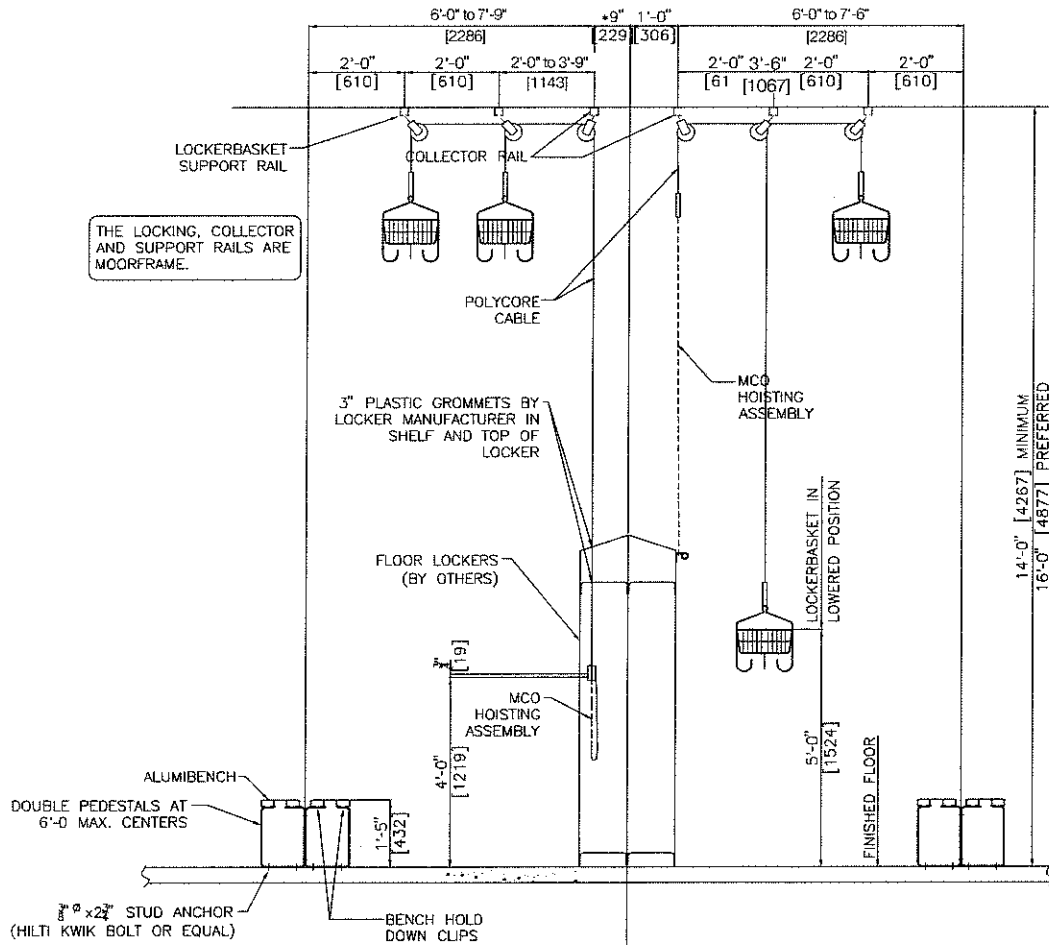 6'-0" to 7'-9"
[2286]
*9"
[229]
1'-0"
[306]
6'-0" to 7'-6"
[2286]
2'-0"
[610]
2'-0"
[610]
2'-0" to 3'-9"
[1143]
2'-0"
[61
3'-6"
[1067]
2'-0"
[610]
2'-0"
[610]
LOCKERBASKET
SUPPORT RAIL
COLLECTOR RAIL
THE LOCKING, COLLECTOR
AND SUPPORT RAILS ARE
MOORFRAME.
POLYCORE
CABLE
MCO
HOISTING
ASSEMBLY
3" PLASTIC GROMMETS BY
LOCKER MANUFACTURER IN
SHELF AND TOP OF
LOCKER
14'-0" [4267] MINIMUM
16'-0" [4877] PREFERRED
LOCKERBASKET IN
LOWERED POSITION
FLOOR LOCKERS
(BY OTHERS)
[19]
MCO
HOISTING
ASSEMBLY
4'-0"
[1219]
5'-0"
[1524]
FINISHED FLOOR
ALUMIBENCH
DOUBLE PEDESTALS AT
6'-0 MAX. CENTERS
1'-5"
[432]
STUD ANCHOR
(HILTI KWIK BOLT OR EQUAL)
BENCH HOLD
DOWN CLIPS